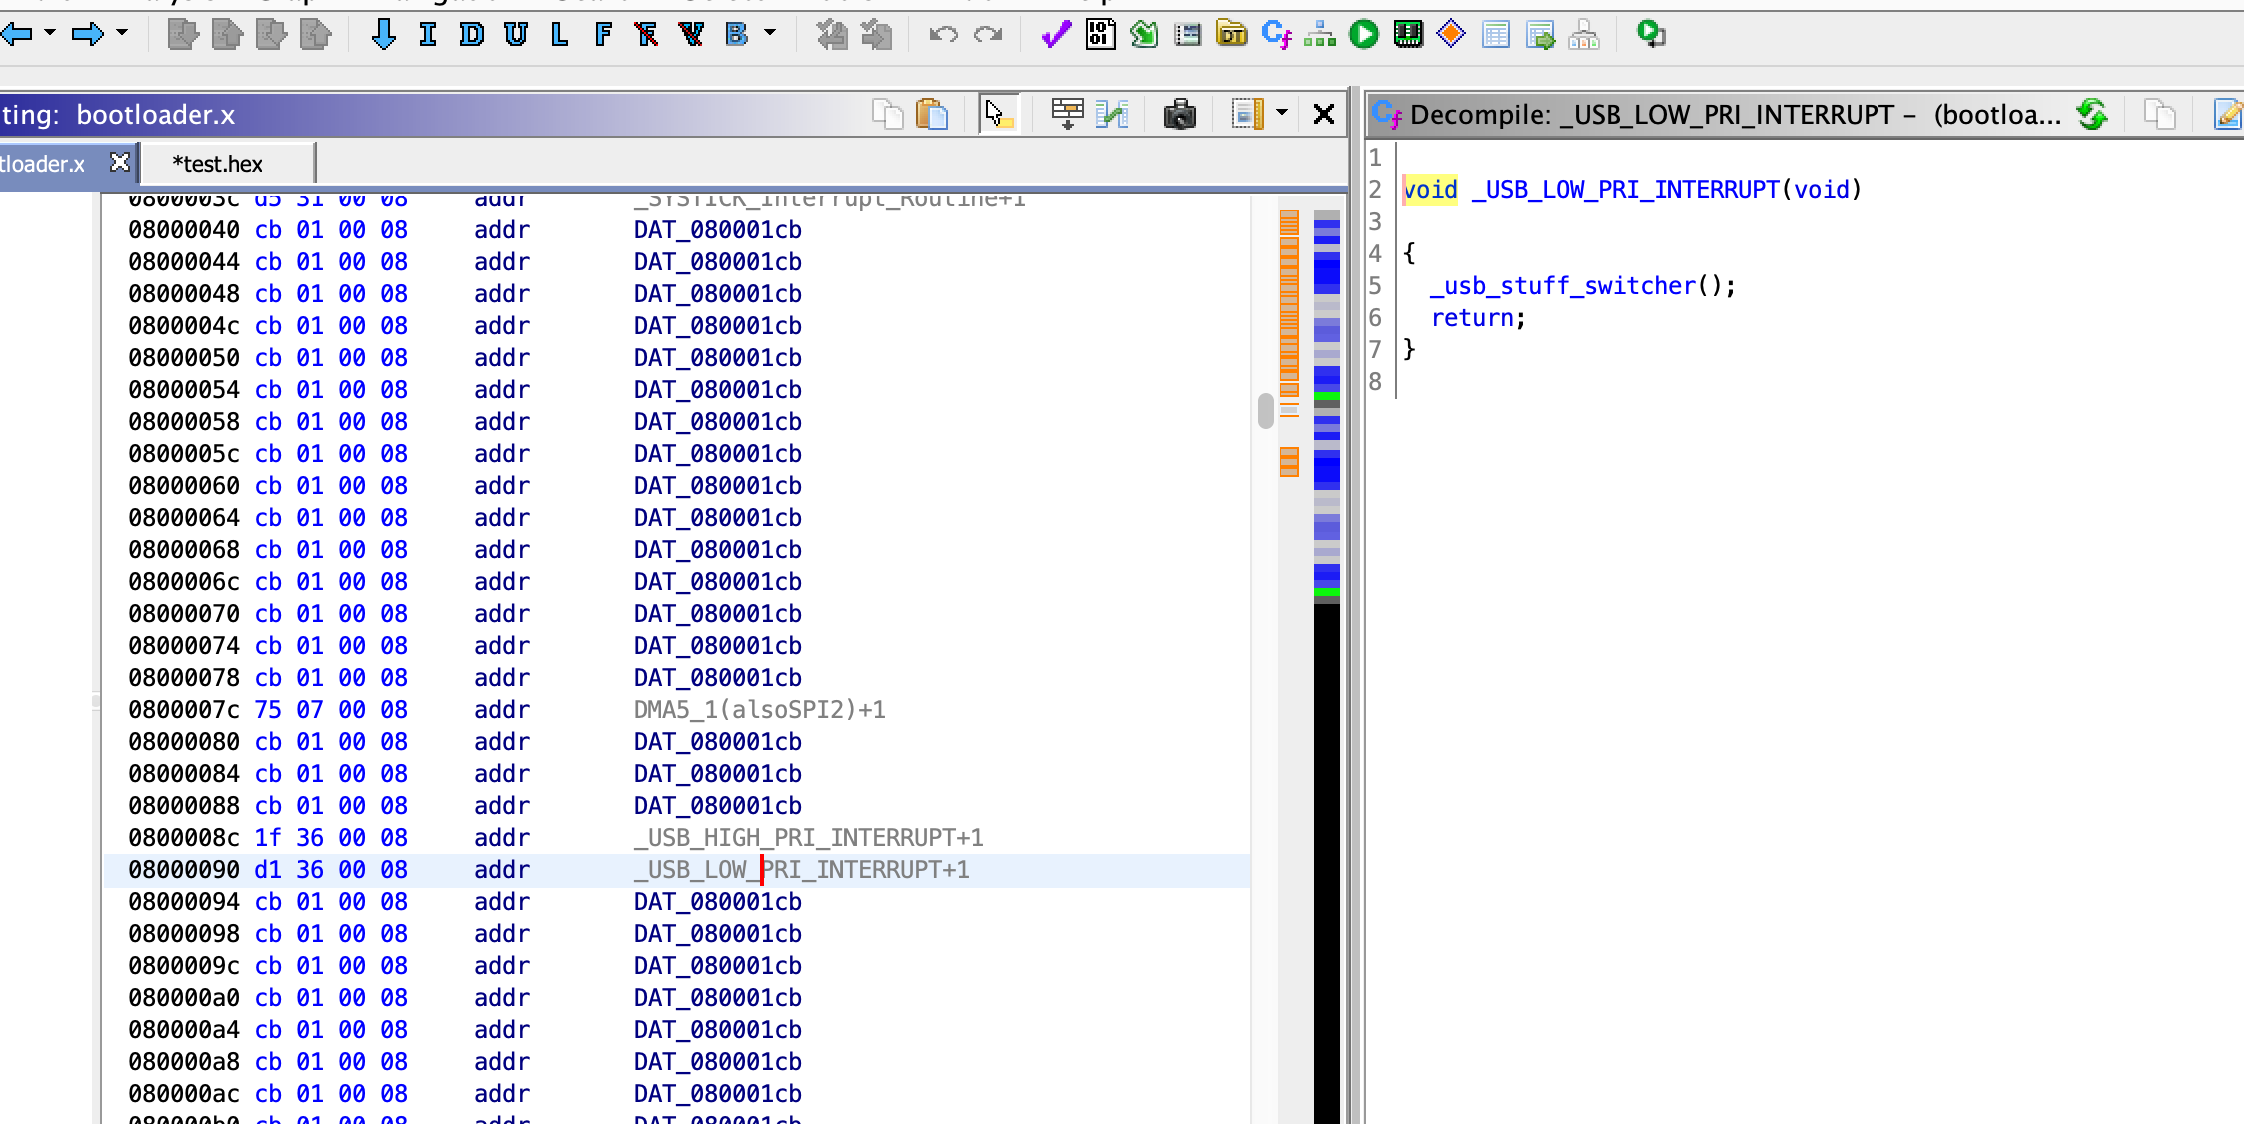 ting: bootloader.x
tloader.x
*test.hex
0800003c d5 31 00 08 addr _SYSTICK_Interrupt_Routine+1
08000040 cb 01 00 08 addr DAT_080001cb
08000044 cb 01 00 08 addr DAT_080001cb
08000048 cb 01 00 08 addr DAT_080001cb
0800004c cb 01 00 08 addr DAT_080001cb
08000050 cb 01 00 08 addr DAT_080001cb
08000054 cb 01 00 08 addr DAT_080001cb
08000058 cb 01 00 08 addr DAT_080001cb
0800005c cb 01 00 08 addr DAT_080001cb
08000060 cb 01 00 08 addr DAT_080001cb
08000064 cb 01 00 08 addr DAT_080001cb
08000068 cb 01 00 08 addr DAT_080001cb
0800006c cb 01 00 08 addr DAT_080001cb
08000070 cb 01 00 08 addr DAT_080001cb
08000074 cb 01 00 08 addr DAT_080001cb
08000078 cb 01 00 08 addr DAT_080001cb
0800007c 75 07 00 08 addr DMA5_1(alsoSPI2)+1
08000080 cb 01 00 08 addr DAT_080001cb
08000084 cb 01 00 08 addr DAT_080001cb
08000088 cb 01 00 08 addr DAT_080001cb
0800008c 1f 36 00 08 addr _USB_HIGH_PRI_INTERRUPT+1
08000090 d1 36 00 08 addr _USB_LOW_PRI_INTERRUPT+1
08000094 cb 01 00 08 addr DAT_080001cb
08000098 cb 01 00 08 addr DAT_080001cb
0800009c cb 01 00 08 addr DAT_080001cb
080000a0 cb 01 00 08 addr DAT_080001cb
080000a4 cb 01 00 08 addr DAT_080001cb
080000a8 cb 01 00 08 addr DAT_080001cb
080000ac cb 01 00 08 addr DAT_080001cb
080000b0 cb 01 00 08 addr DAT_080001cb
Decompile: _USB_LOW_PRI_INTERRUPT – (bootloa...
1
2 void _USB_LOW_PRI_INTERRUPT(void)
3
4 {
5 _usb_stuff_switcher();
6 return;
7 }
8